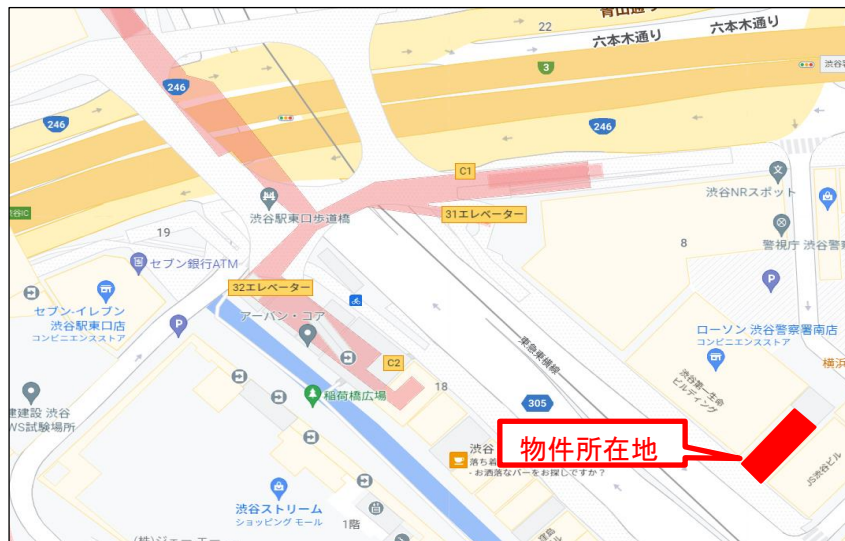 青山通り
22
六本木通り
六本木通り
3
渋谷
246
246
246
C1
渋谷NRスポット
渋谷IC
渋谷駅東口歩道橋
31エレベーター
19
8
警視庁 渋谷警察
セブン銀行ATM
P
P
32エレベーター
セブン-イレブン
渋谷駅東口店
コンビニエンスストア
アーバン・コア
ローソン 渋谷警察署南店
コンビニエンスストア
東急東横線
C2
横浜
18
稲荷橋広場
305
渋谷第一生命
ビルディング
建建設 渋谷
WS試験場所
物件所在地
渋谷
落ち着
・お洒落なバーをお探しですか？
JS渋谷ビル
渋谷ストリーム
ショッピング モール
1階
(株)ジェー エー